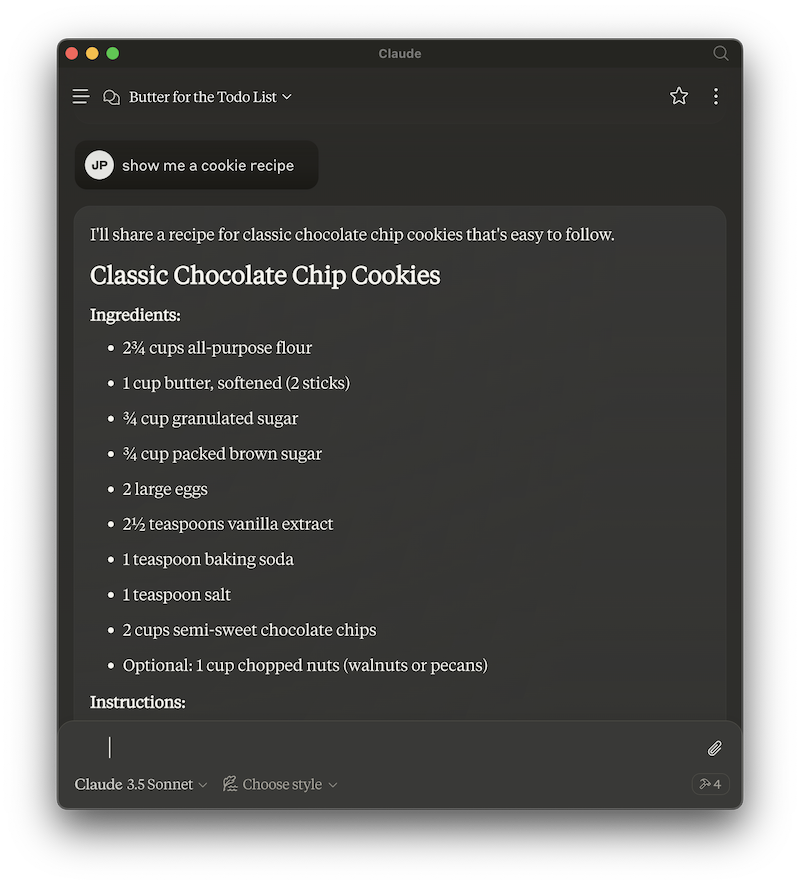 Claude
Butter for the Todo List
JP show me a cookie recipe
I'll share a recipe for classic chocolate chip cookies that's easy to follow.
Classic Chocolate Chip Cookies
Ingredients:
• 2¾ cups all-purpose flour
• 1 cup butter, softened (2 sticks)
• ¾ cup granulated sugar
• ¾ cup packed brown sugar
• 2 large eggs
• 2½ teaspoons vanilla extract
• 1 teaspoon baking soda
• 1 teaspoon salt
• 2 cups semi-sweet chocolate chips
• Optional: 1 cup chopped nuts (walnuts or pecans)
Instructions:
Claude 3.5 Sonnet Choose style 4